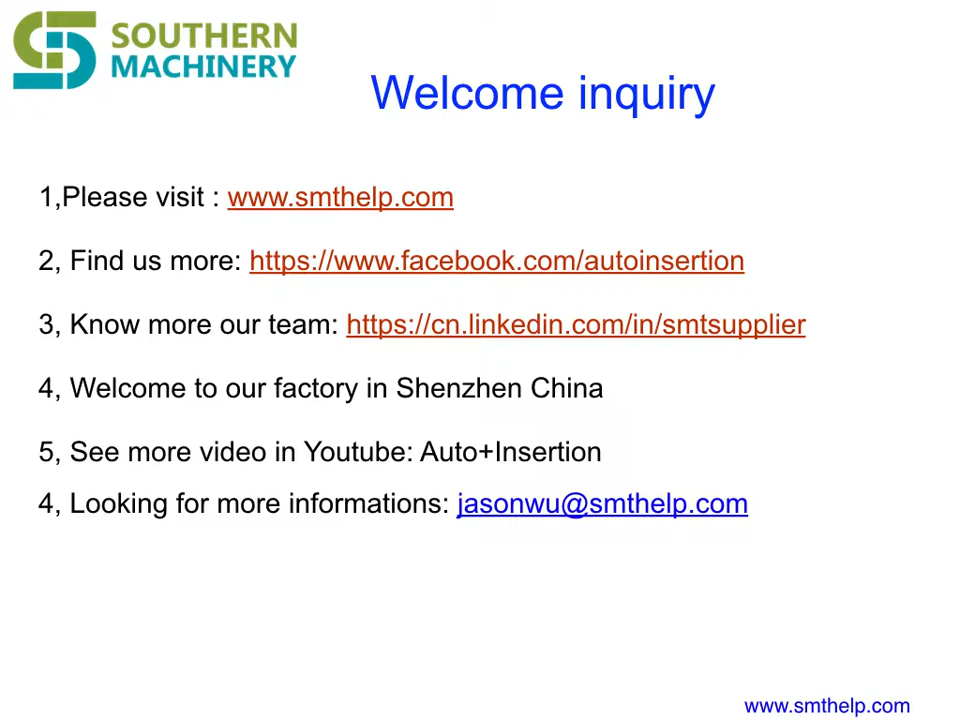 SOUTHERN
MACHINERY
Welcome inquiry
1,Please visit : www.smthelp.com
2, Find us more: https://www.facebook.com/autoinsertion
3, Know more our team: https://cn.linkedin.com/in/smtsupplier
4, Welcome to our factory in Shenzhen China
5, See more video in Youtube: Auto+Insertion
4, Looking for more informations: jasonwu@smthelp.com
www.smthelp.com